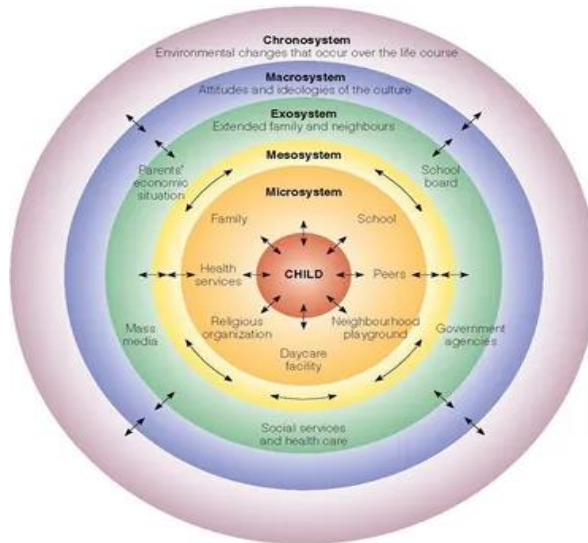 Chronosystem
Environmental changes that occur over the life course
Macrosystem
Attitudes and ideologies of the culture
Exosystem
Extended family and neighbours
Mesosystem
Parents'
economic
situation
School
board
Microsystem
Family
School
Health
services
CHILD
Peers
Religious
organization
Neighbourhood
playground
Mass
media
Government
agencies
Daycare
facility
Social services
and health care